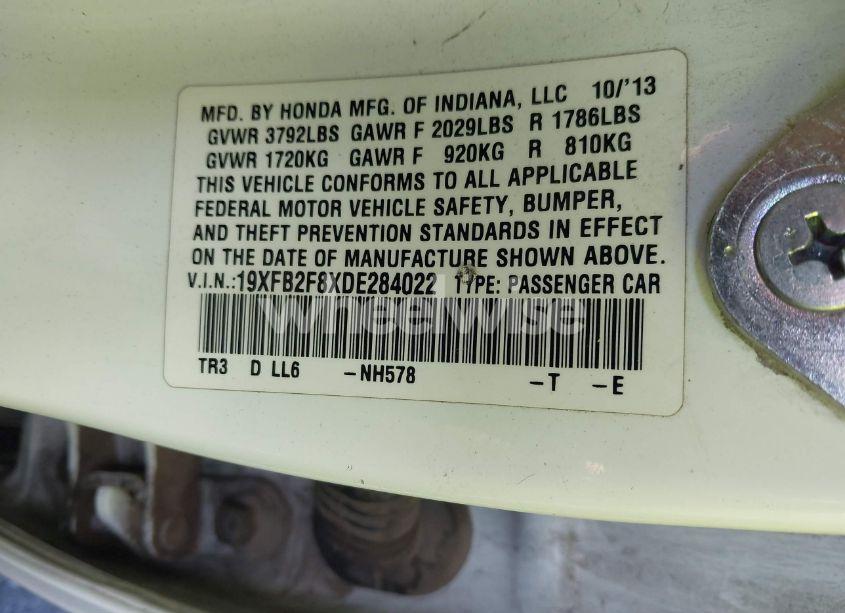 MFD. BY HONDA MFG. OF INDIANA, LLC 10/'13
GVWR 3792LBS GAWR F 2029LBS R 1786LBS
GVWR 1720KG GAWR F 920KG R 810KG
THIS VEHICLE CONFORMS TO ALL APPLICABLE
FEDERAL MOTOR VEHICLE SAFETY, BUMPER,
AND THEFT PREVENTION STANDARDS IN EFFECT
ON THE DATE OF MANUFACTURE SHOWN ABOVE.
V.I.N.:19XFB2F8XDE284022 TYPE: PASSENGER CAR
wheelwise
TR3 D LL6 -NH578 -T -E